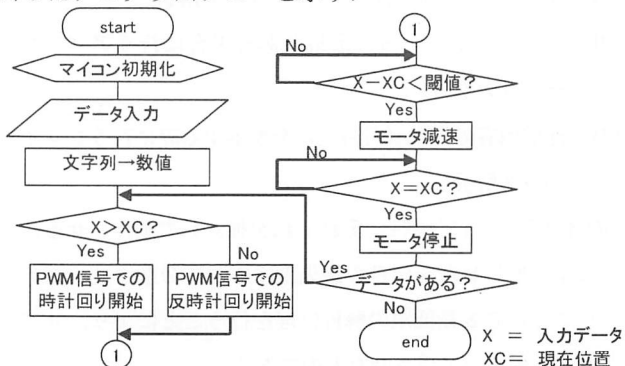 start
マイコン初期化
データ入力
文字列→数値
X>XC?
Yes
No
PWM信号での
時計回り開始
PWM信号での
反時計回り開始
1
1
No
X-XC<閾値?
Yes
モータ減速
No
X=XC?
Yes
モータ停止
Yes
データがある?
No
end
X = 入力データ
XC= 現在位置